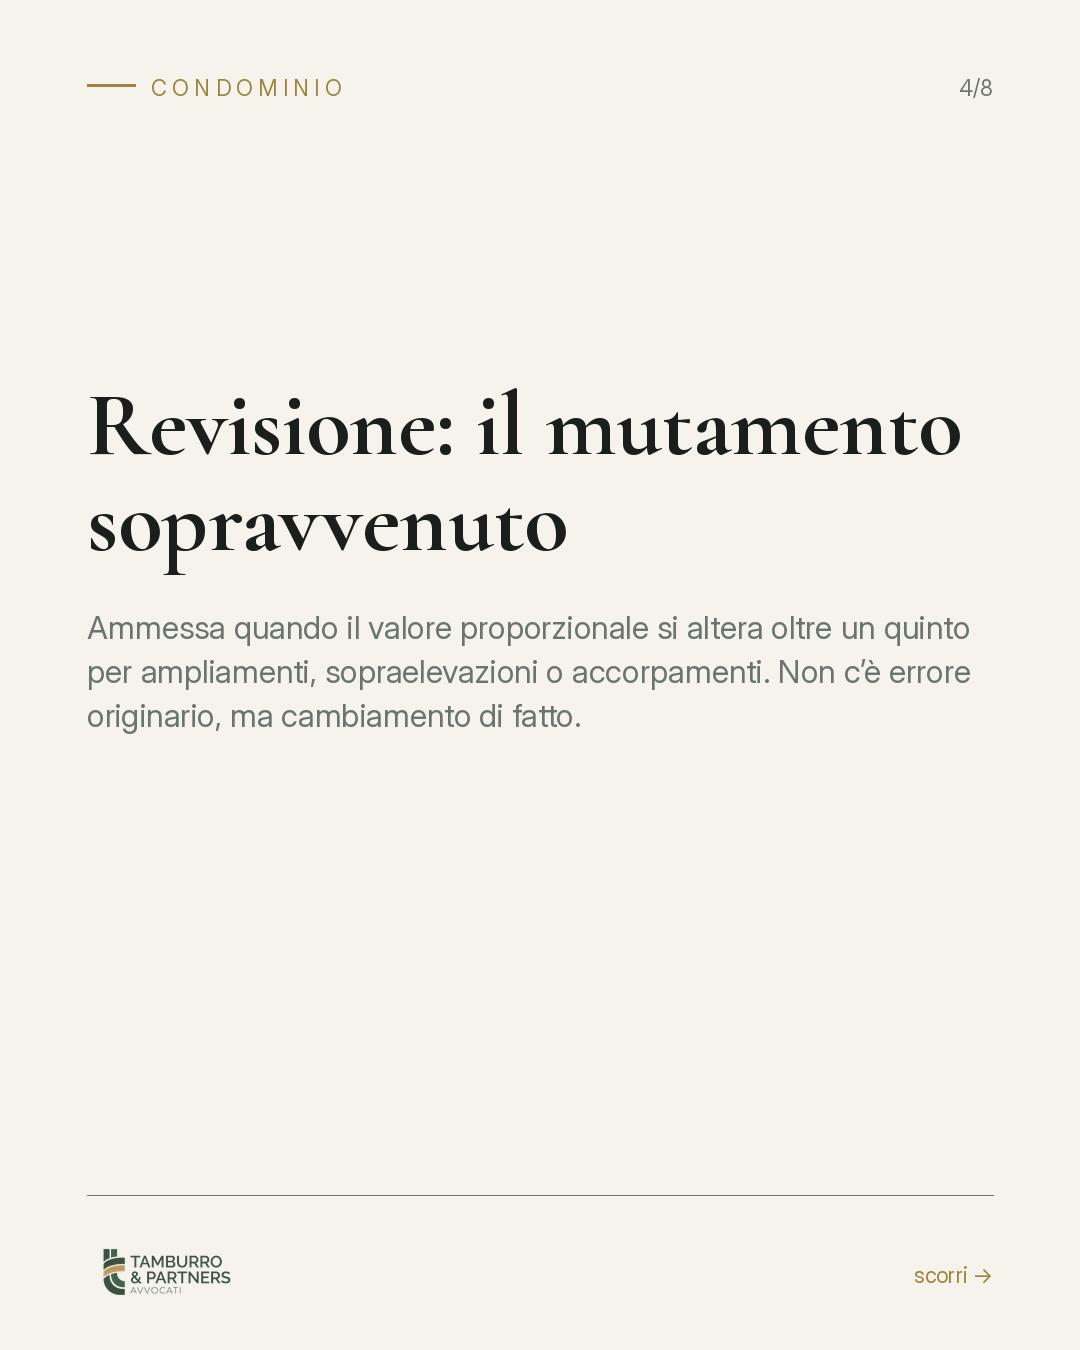 CONDOMINIO
4/8
Revisione: il mutamento
sopravvenuto
Ammessa quando il valore proporzionale si altera oltre un quinto
per ampliamenti, sopraelevazioni o accorpamenti. Non c’è errore
originario, ma cambiamento di fatto.
TAMBURRO
& PARTNERS
AVVOCATI
scorri →